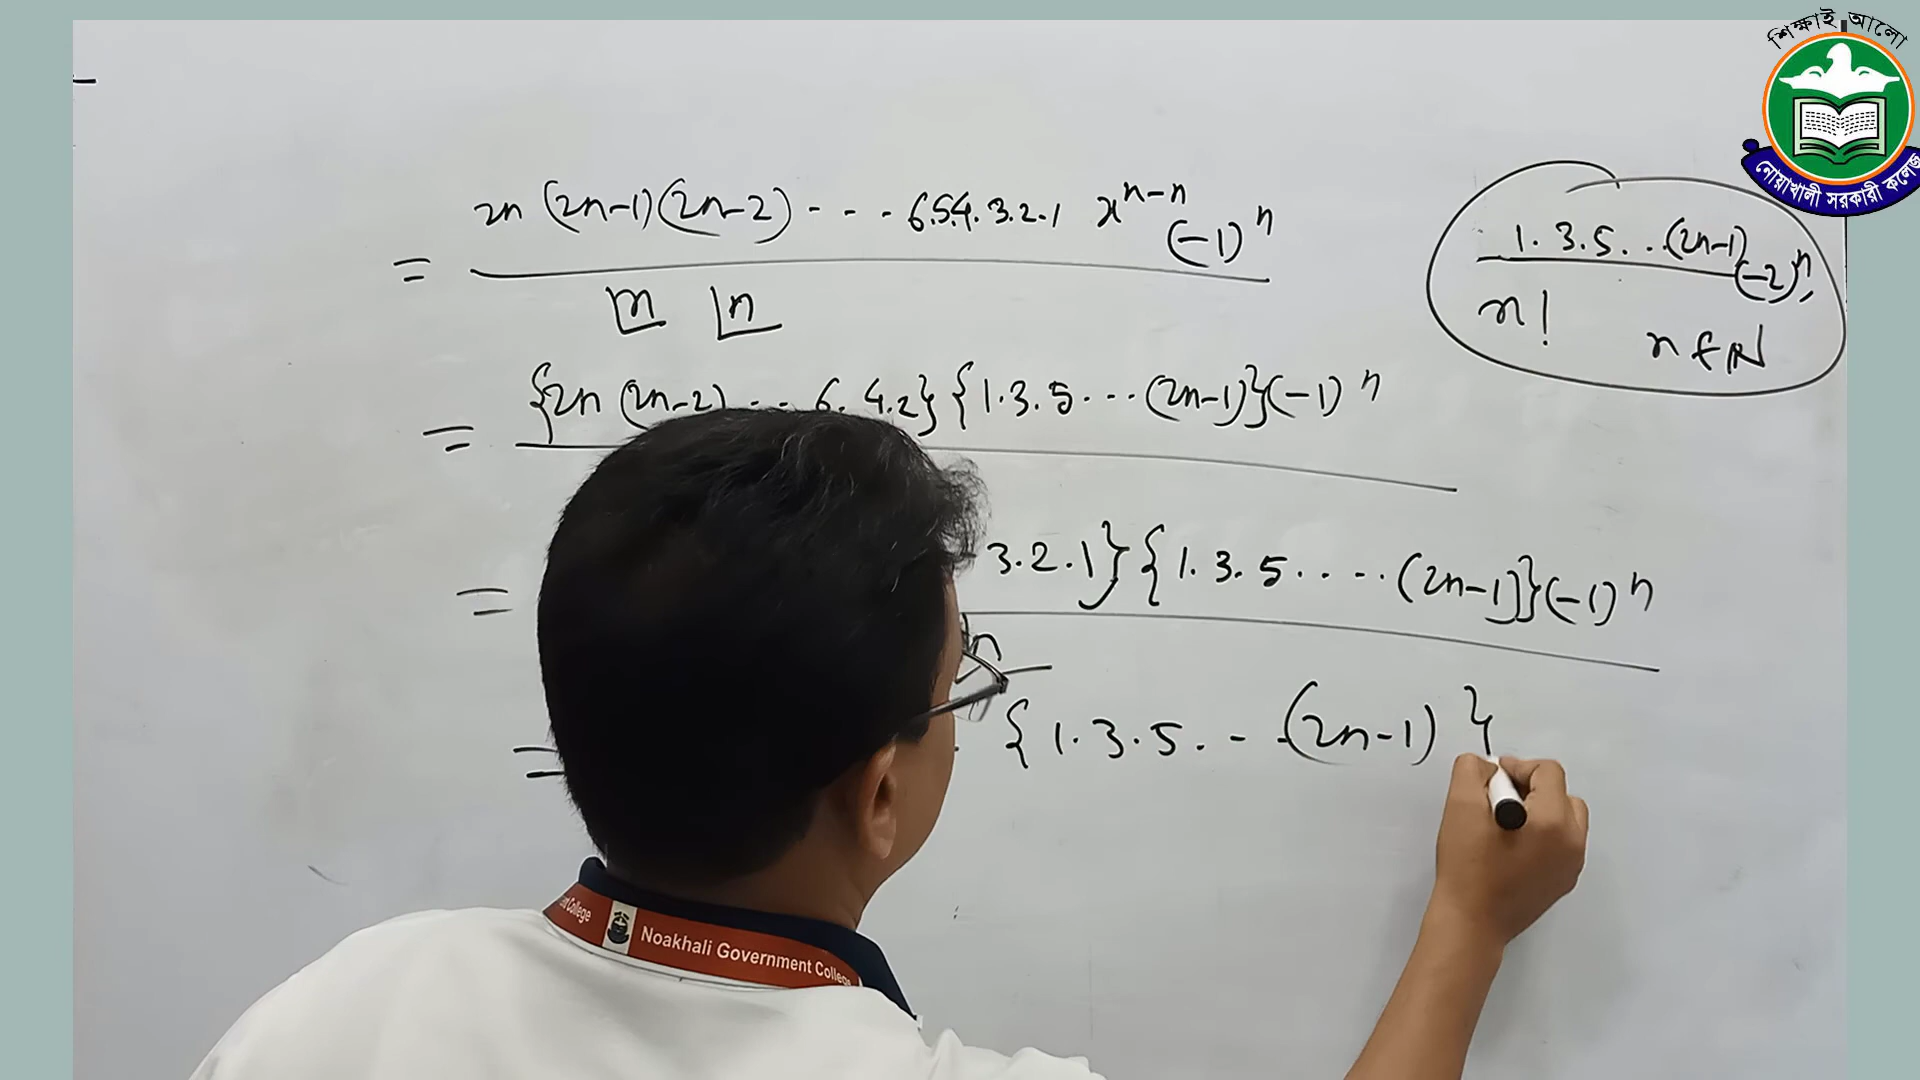 শিক্ষাই আলো
নোয়াখালী সরকারী কলেজ
2n (2n-1)(2n-2) - - - 6.5.4.3.2.1 x^{n-n} (-1)^n
=
n n
1. 3. 5. . . (2n-1) (-2)^n,
n! n ∈ N
= {2n (2n-2) - - - 6. 4.2} {1.3.5 . . . (2n-1)} (-1)^n
= 3.2.1} {1.3.5. . . . (2n-1)} (-1)^n
n
= {1.3.5. - - (2n-1) }
ent College Noakhali Government College